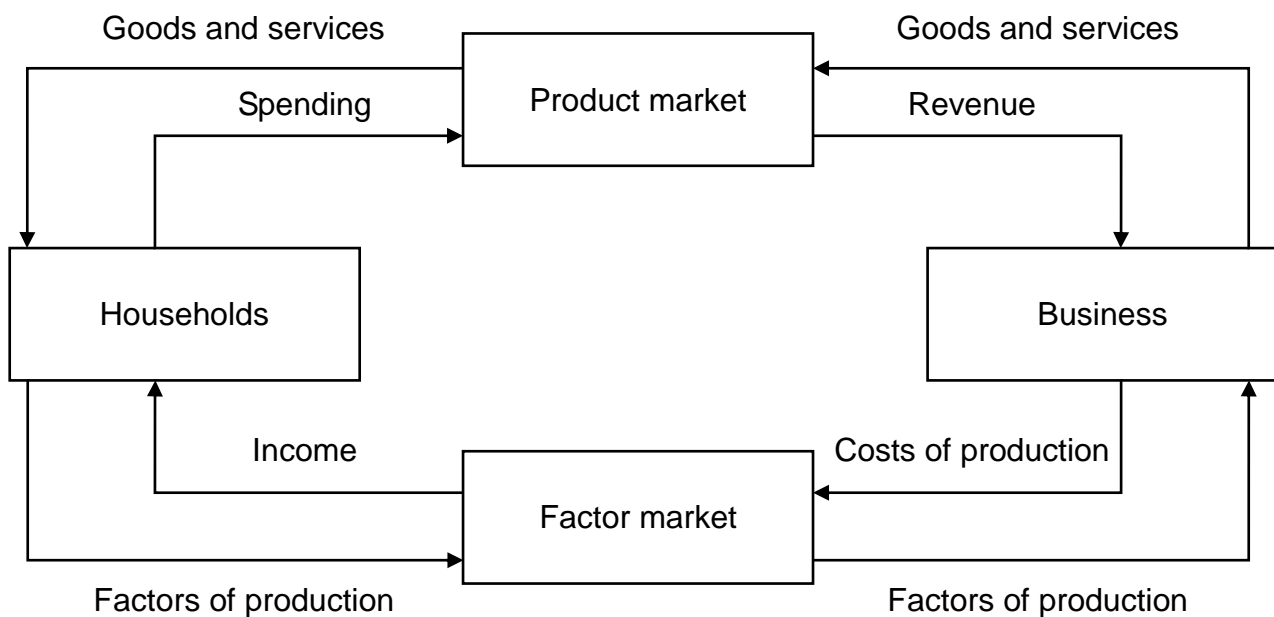 Goods and services
Goods and services
Product market
Spending
Revenue
Households
Business
Income
Costs of production
Factor market
Factors of production
Factors of production